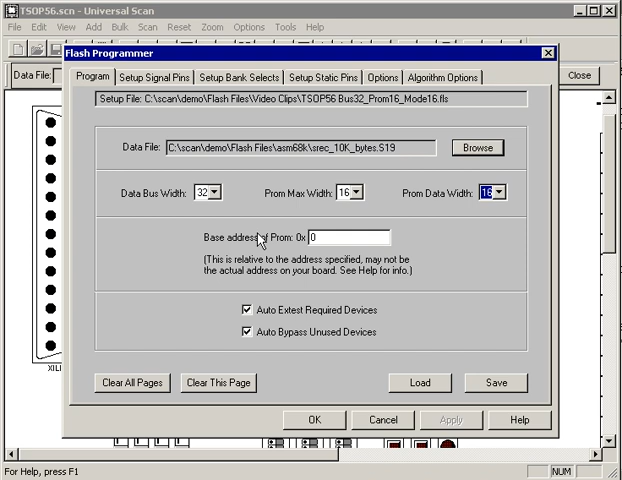 TSOP56.scn - Universal Scan
File Edit View Add Bulk Scan Reset Zoom Options Tools Help
Data File: Close
Flash Programmer
Program Setup Signal Pins Setup Bank Selects Setup Static Pins Options Algorithm Options
Setup File: C:\scan\demo\Flash Files\Video Clips\TSOP56 Bus32_Prom16_Mode16.fls
Data File: C:\scan\demo\Flash Files\asm68k\srec_10K_bytes.S19 Browse
Data Bus Width: 32 Prom Max Width: 16 Prom Data Width: 16
Base address of Prom: 0x 0
(This is relative to the address specified, may not be
the actual address on your board. See Help for info.)
Auto Extest Required Devices
Auto Bypass Unused Devices
XILI
Clear All Pages Clear This Page Load Save
OK Cancel Apply Help
For Help, press F1 NUM